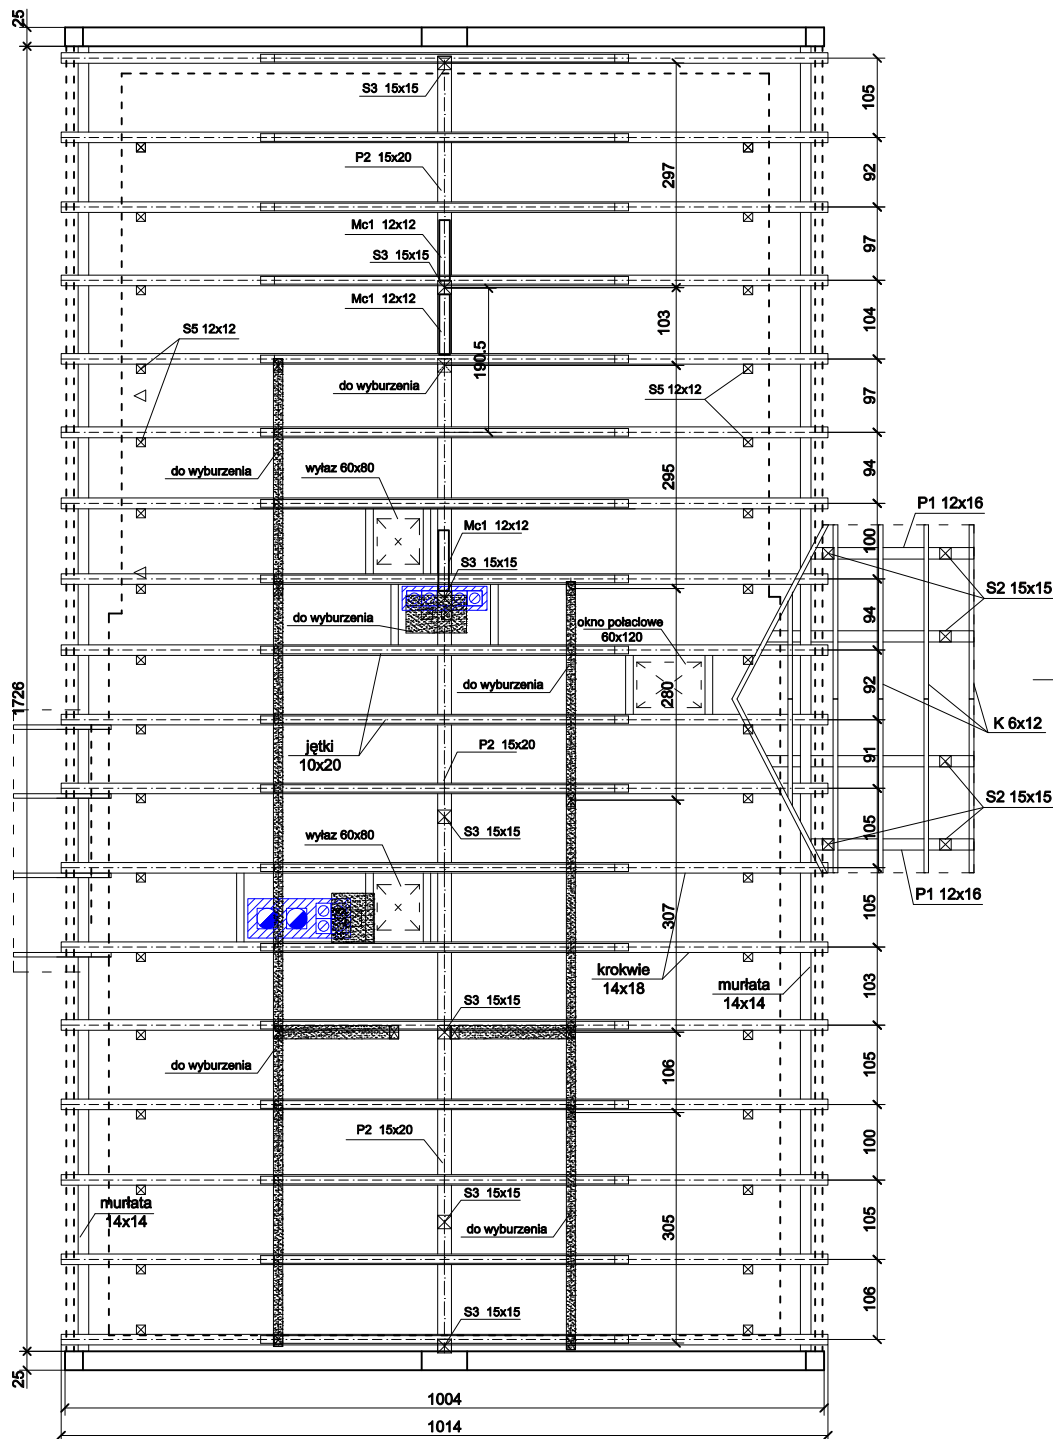 25
S3 15x15
105
P2 15x20
297
92
Mc1 12x12
S3 15x15
97
Mc1 12x12
S5 12x12
103
104
190.5
do wyburzenia
S5 12x12
97
do wyburzenia
wyłaz 60x80
295
94
P1 12x16
Mc1 12x12
100
S3 15x15
S2 15x15
do wyburzenia
okno połaciowe
60x120
94
1726
do wyburzenia
280
92
K 6x12
jętki
10x20
P2 15x20
91
S2 15x15
wyłaz 60x80
S3 15x15
105
P1 12x16
307
105
krokwie
14x18
murłata
14x14
103
S3 15x15
do wyburzenia
106
105
P2 15x20
100
murłata
14x14
S3 15x15
do wyburzenia
305
105
S3 15x15
106
25
1004
1014